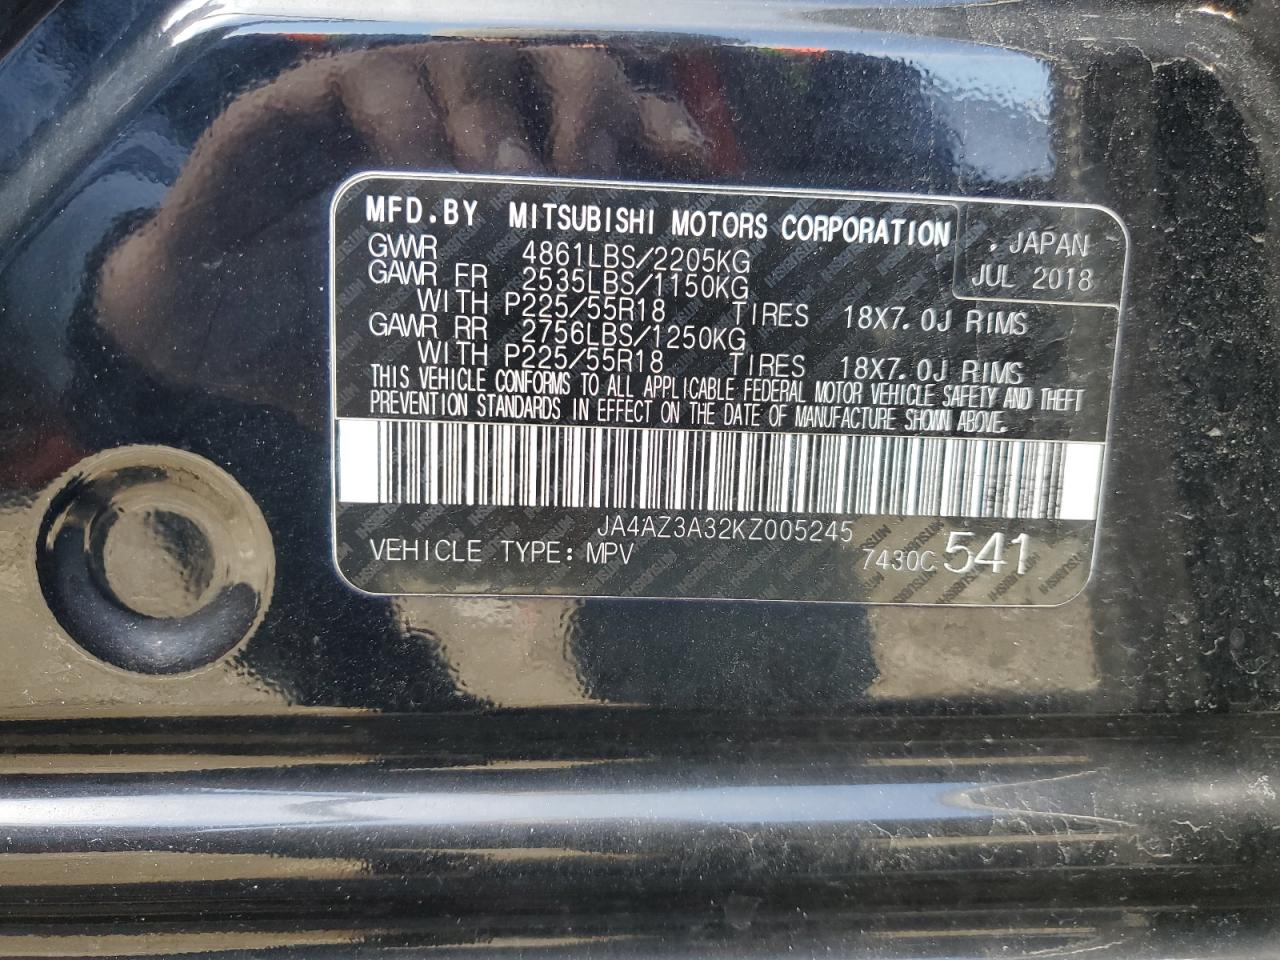 MFD.BY MITSUBISHI MOTORS CORPORATION
. JAPAN
JUL 2018
GVWR 4861LBS/2205KG
GAWR FR 2535LBS/1150KG
WITH P225/55R18 TIRES 18X7.0J RIMS
GAWR RR 2756LBS/1250KG
WITH P225/55R18 TIRES 18X7.0J RIMS
THIS VEHICLE CONFORMS TO ALL APPLICABLE FEDERAL MOTOR VEHICLE SAFETY AND THEFT
PREVENTION STANDARDS IN EFFECT ON THE DATE OF MANUFACTURE SHOWN ABOVE.
JA4AZ3A32KZ005245
VEHICLE TYPE: MPV 7430C 541